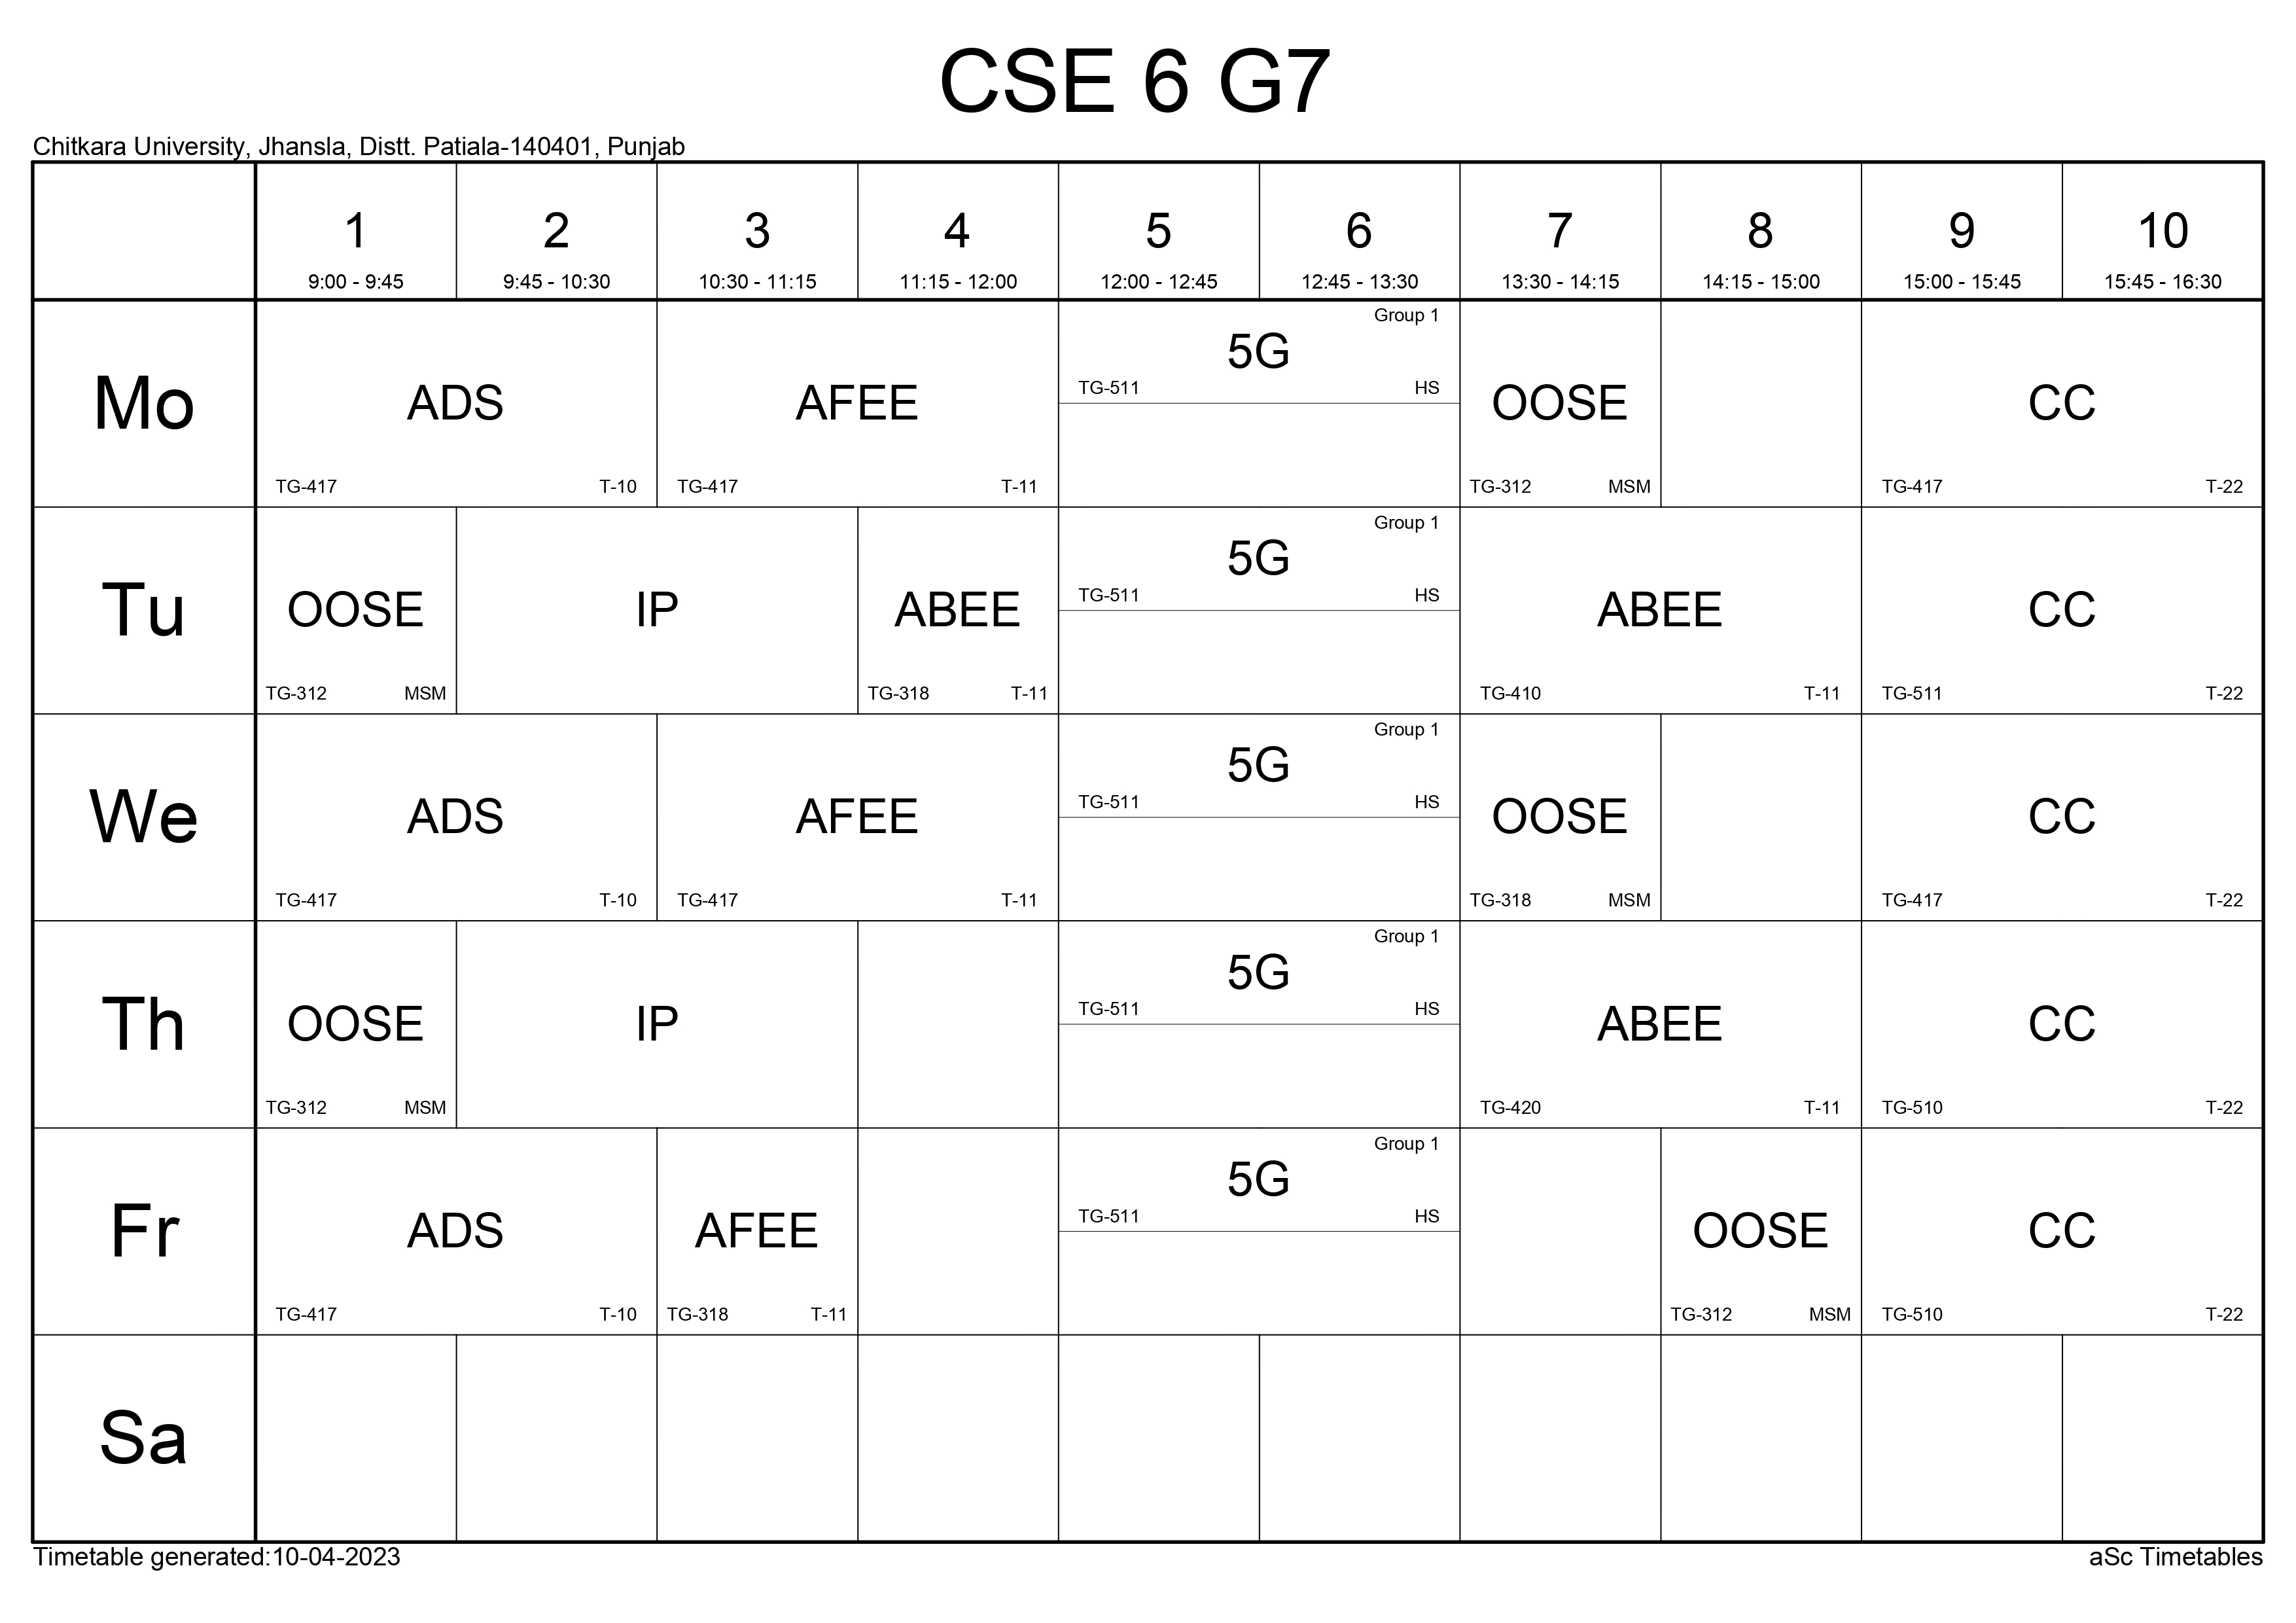 CSE 6 G7
Chitkara University, Jhansla, Distt. Patiala-140401, Punjab
1 2 3 4 5 6 7 8 9 10
9:00 - 9:45 9:45 - 10:30 10:30 - 11:15 11:15 - 12:00 12:00 - 12:45 12:45 - 13:30 13:30 - 14:15 14:15 - 15:00 15:00 - 15:45 15:45 - 16:30
Group 1
5G
TG-511 HS
Mo ADS AFEE OOSE CC
TG-417 T-10 TG-417 T-11 TG-312 MSM TG-417 T-22
Group 1
5G
TG-511 HS
Tu OOSE IP ABEE ABEE CC
TG-312 MSM TG-318 T-11 TG-410 T-11 TG-511 T-22
Group 1
5G
TG-511 HS
We ADS AFEE OOSE CC
TG-417 T-10 TG-417 T-11 TG-318 MSM TG-417 T-22
Group 1
5G
TG-511 HS
Th OOSE IP ABEE CC
TG-312 MSM TG-420 T-11 TG-510 T-22
Group 1
5G
TG-511 HS
Fr ADS AFEE OOSE CC
TG-417 T-10 TG-318 T-11 TG-312 MSM TG-510 T-22
Sa
Timetable generated:10-04-2023 aSc Timetables